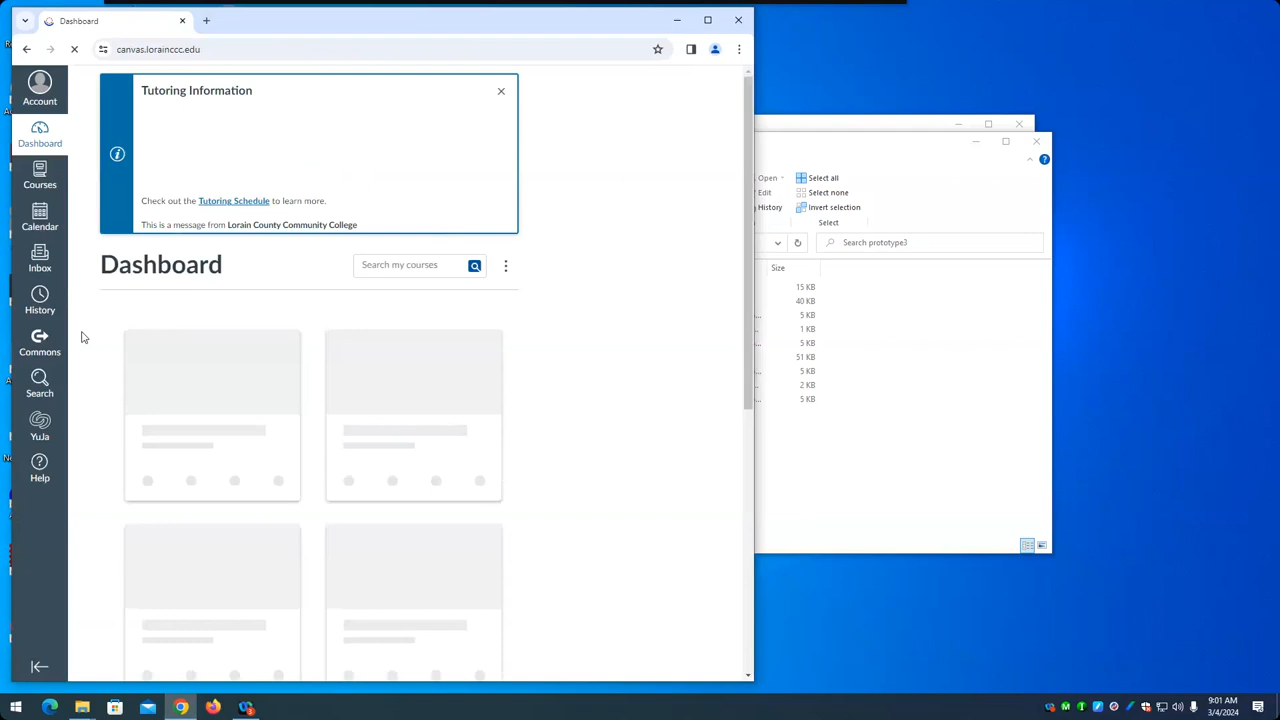 Dashboard
canvas.lorainccc.edu
Account
Dashboard
Courses
Calendar
Inbox
History
Commons
Search
YuJa
Help
Tutoring Information
Check out the Tutoring Schedule to learn more.
This is a message from Lorain County Community College
Dashboard
Search my courses
Open
Select all
Edit
Select none
History
Invert selection
Select
Search prototype3
Size
15 KB
40 KB
5 KB
1 KB
5 KB
51 KB
5 KB
2 KB
5 KB
9:01 AM
3/4/2024